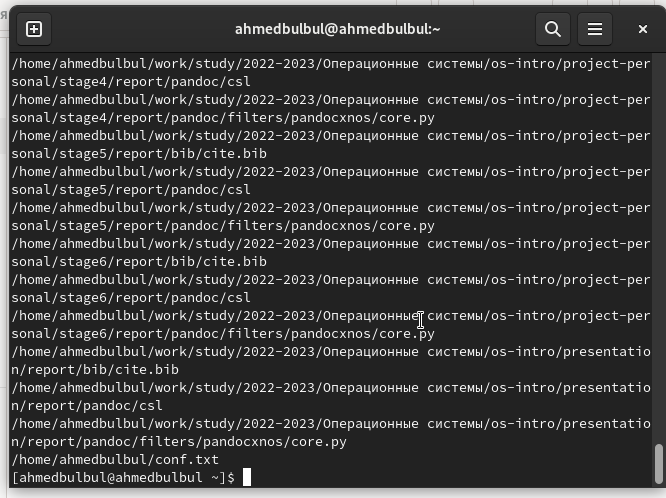 ahmedbulbul@ahmedbulbul:~
/home/ahmedbulbul/work/study/2022-2023/Операционные системы/os-intro/project-per
sonal/stage4/report/pandoc/csl
/home/ahmedbulbul/work/study/2022-2023/Операционные системы/os-intro/project-per
sonal/stage4/report/pandoc/filters/pandocxnos/core.py
/home/ahmedbulbul/work/study/2022-2023/Операционные системы/os-intro/project-per
sonal/stage5/report/bib/cite.bib
/home/ahmedbulbul/work/study/2022-2023/Операционные системы/os-intro/project-per
sonal/stage5/report/pandoc/csl
/home/ahmedbulbul/work/study/2022-2023/Операционные системы/os-intro/project-per
sonal/stage5/report/pandoc/filters/pandocxnos/core.py
/home/ahmedbulbul/work/study/2022-2023/Операционные системы/os-intro/project-per
sonal/stage6/report/bib/cite.bib
/home/ahmedbulbul/work/study/2022-2023/Операционные системы/os-intro/project-per
sonal/stage6/report/pandoc/csl
/home/ahmedbulbul/work/study/2022-2023/Операционные системы/os-intro/project-per
sonal/stage6/report/pandoc/filters/pandocxnos/core.py
/home/ahmedbulbul/work/study/2022-2023/Операционные системы/os-intro/presentatio
n/report/bib/cite.bib
/home/ahmedbulbul/work/study/2022-2023/Операционные системы/os-intro/presentatio
n/report/pandoc/csl
/home/ahmedbulbul/work/study/2022-2023/Операционные системы/os-intro/presentatio
n/report/pandoc/filters/pandocxnos/core.py
/home/ahmedbulbul/conf.txt
[ahmedbulbul@ahmedbulbul ~]$